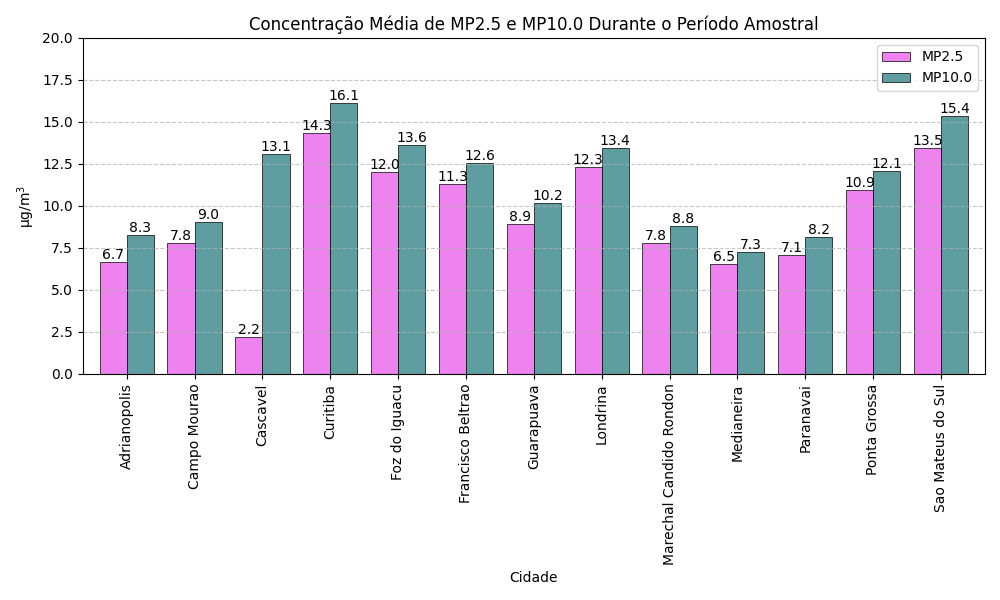 Concentração Média de MP2.5 e MP10.0 Durante o Período Amostral
MP2.5
MP10.0
µg/m³
20.0
17.5
15.0
12.5
10.0
7.5
5.0
2.5
0.0
6.7
8.3
7.8
9.0
2.2
13.1
14.3
16.1
12.0
13.6
11.3
12.6
8.9
10.2
12.3
13.4
7.8
8.8
6.5
7.3
7.1
8.2
10.9
12.1
13.5
15.4
Adrianopolis
Campo Mourao
Cascavel
Curitiba
Foz do Iguacu
Francisco Beltrao
Guarapuava
Londrina
Marechal Candido Rondon
Medianeira
Paranavai
Ponta Grossa
Sao Mateus do Sul
Cidade